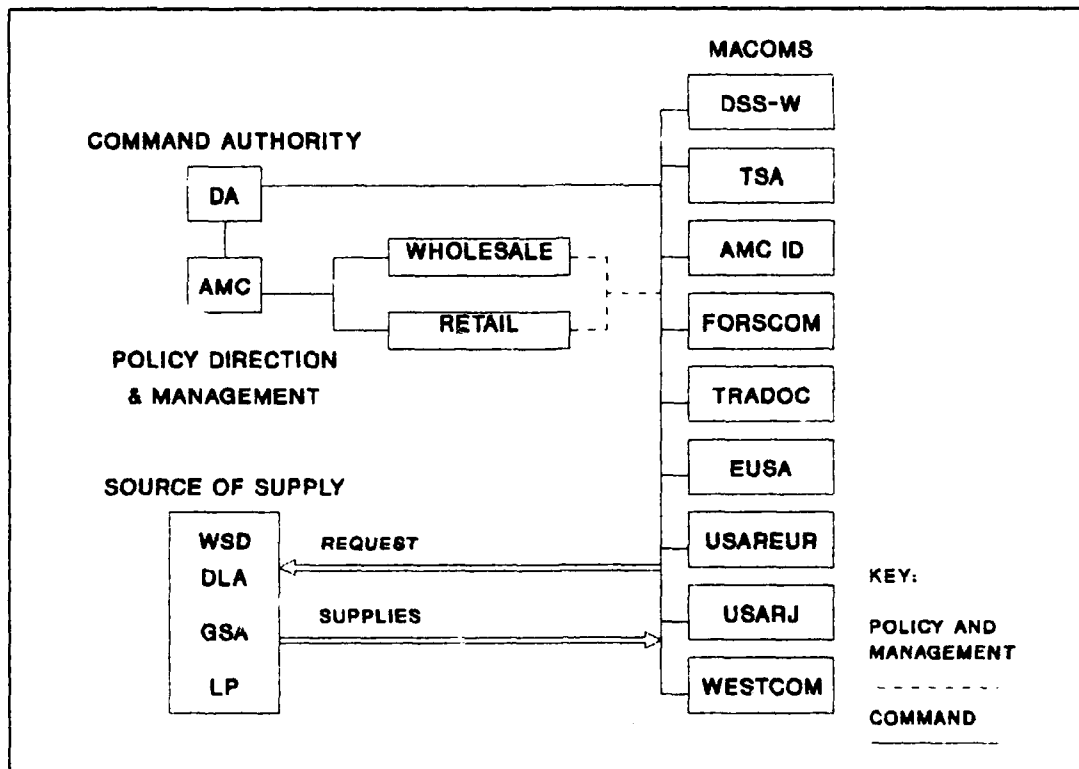 MACOMS
DSS-W
TSA
AMC ID
FORSCOM
TRADOC
EUSA
USAREUR
USARJ
WESTCOM
COMMAND AUTHORITY
DA
AMC
WHOLESALE
RETAIL
POLICY DIRECTION
& MANAGEMENT
SOURCE OF SUPPLY
WSD
DLA
GSA
LP
REQUEST
SUPPLIES
KEY:
POLICY AND
MANAGEMENT
COMMAND